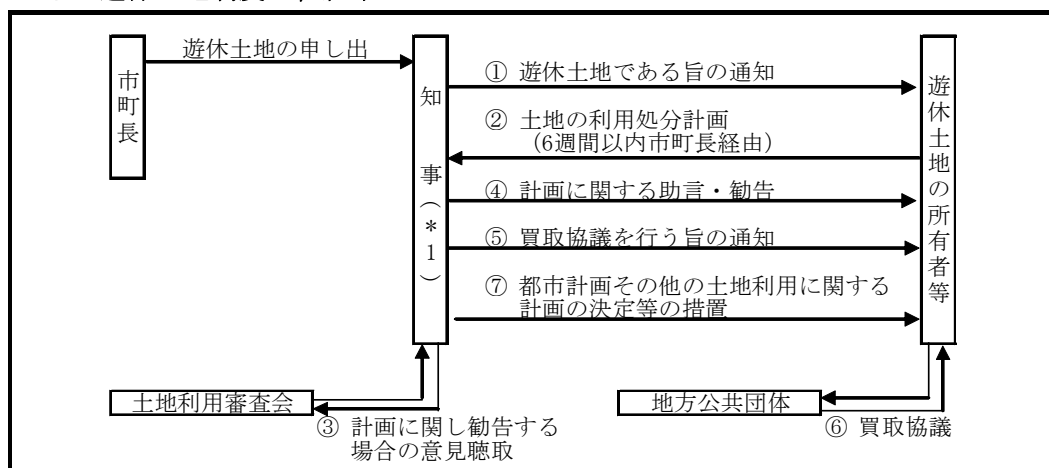 遊休土地の申し出
市町長
知事(*1)
① 遊休土地である旨の通知
② 土地の利用処分計画
(6週間以内市町長経由)
④ 計画に関する助言・勧告
⑤ 買取協議を行う旨の通知
⑦ 都市計画その他の土地利用に関する
計画の決定等の措置
遊休土地の所有者等
土地利用審査会
③ 計画に関し勧告する
場合の意見聴取
地方公共団体
⑥ 買取協議